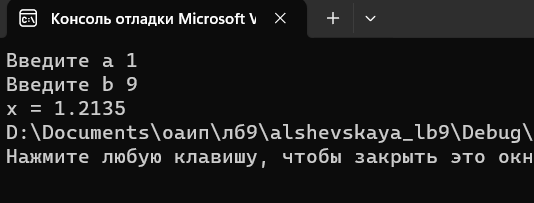 Консоль отладки Microsoft V
Введите a 1
Введите b 9
x = 1.2135
D:\Documents\оаип\лб9\alshevskaya_lb9\Debug\
Нажмите любую клавишу, чтобы закрыть это окн